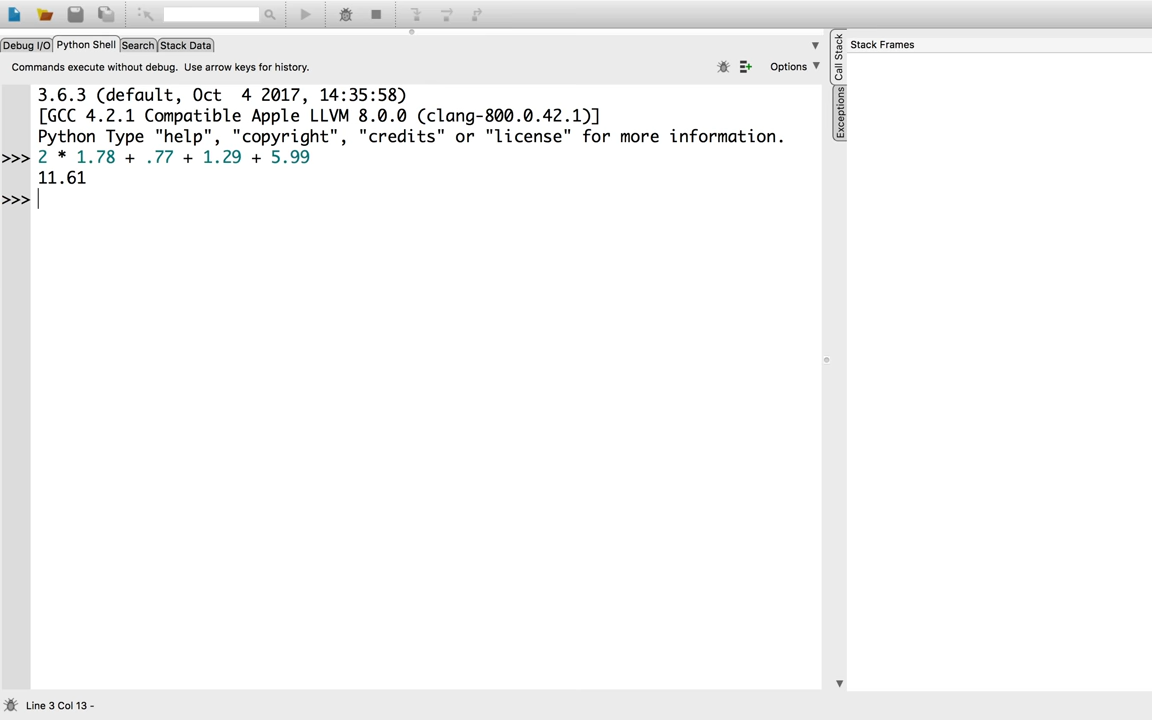 Debug I/O Python Shell Search Stack Data
Commands execute without debug.  Use arrow keys for history.
Options
3.6.3 (default, Oct  4 2017, 14:35:58)
[GCC 4.2.1 Compatible Apple LLVM 8.0.0 (clang-800.0.42.1)]
Python Type "help", "copyright", "credits" or "license" for more information.
>>> 2 * 1.78 + .77 + 1.29 + 5.99
11.61
>>>
Call Stack
Exceptions
Stack Frames
Line 3 Col 13 -